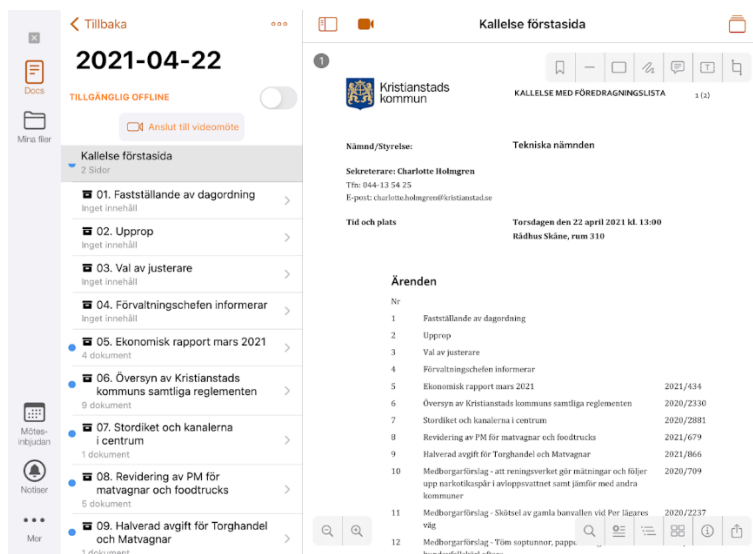 Tillbaka
2021-04-22
TILLGÄNGLIG OFFLINE
Anslut till videomöte
Kallelse förstasida
2 Sidor
01. Fastställande av dagordning
Inget innehåll
02. Upprop
Inget innehåll
03. Val av justerare
Inget innehåll
04. Förvaltningschefen informerar
Inget innehåll
05. Ekonomisk rapport mars 2021
4 dokument
06. Översyn av Kristianstads
kommuns samtliga reglementen
9 dokument
07. Stordiket och kanalerna
i centrum
1 dokument
08. Revidering av PM för
matvagnar och foodtrucks
5 dokument
09. Halverad avgift för Torghandel
och Matvagnar
1 dokument
Docs
Mina filer
Mötes-
inbjudan
Notiser
Mer
Kallelse förstasida
1
Kristianstads
kommun
KALLELSE MED FÖREDRAGNINGSLISTA 1 (2)
Nämnd/Styrelse: Tekniska nämnden
Sekreterare: Charlotte Holmgren
Tfn: 044-13 54 25
E-post: charlotte.holmgren@kristianstad.se
Tid och plats Torsdagen den 22 april 2021 kl. 13:00
Rådhus Skåne, rum 310
Ärenden
Nr
1 Fastställande av dagordning
2 Upprop
3 Val av justerare
4 Förvaltningschefen informerar
5 Ekonomisk rapport mars 2021 2021/434
6 Översyn av Kristianstads kommuns samtliga reglementen 2020/2330
7 Stordiket och kanalerna i centrum 2020/2881
8 Revidering av PM för matvagnar och foodtrucks 2021/679
9 Halverad avgift för Torghandel och Matvagnar 2021/866
10 Medborgarförslag - att reningsverket gör mätningar och följer 2020/709
upp narkotikaspår i avloppsvattnet samt jämför med andra
kommuner
11 Medborgarförslag - Skötsel av gamla banvallen vid Per lägares 2020/2237
väg
12 Medborgarförslag - Töm soptunnor,